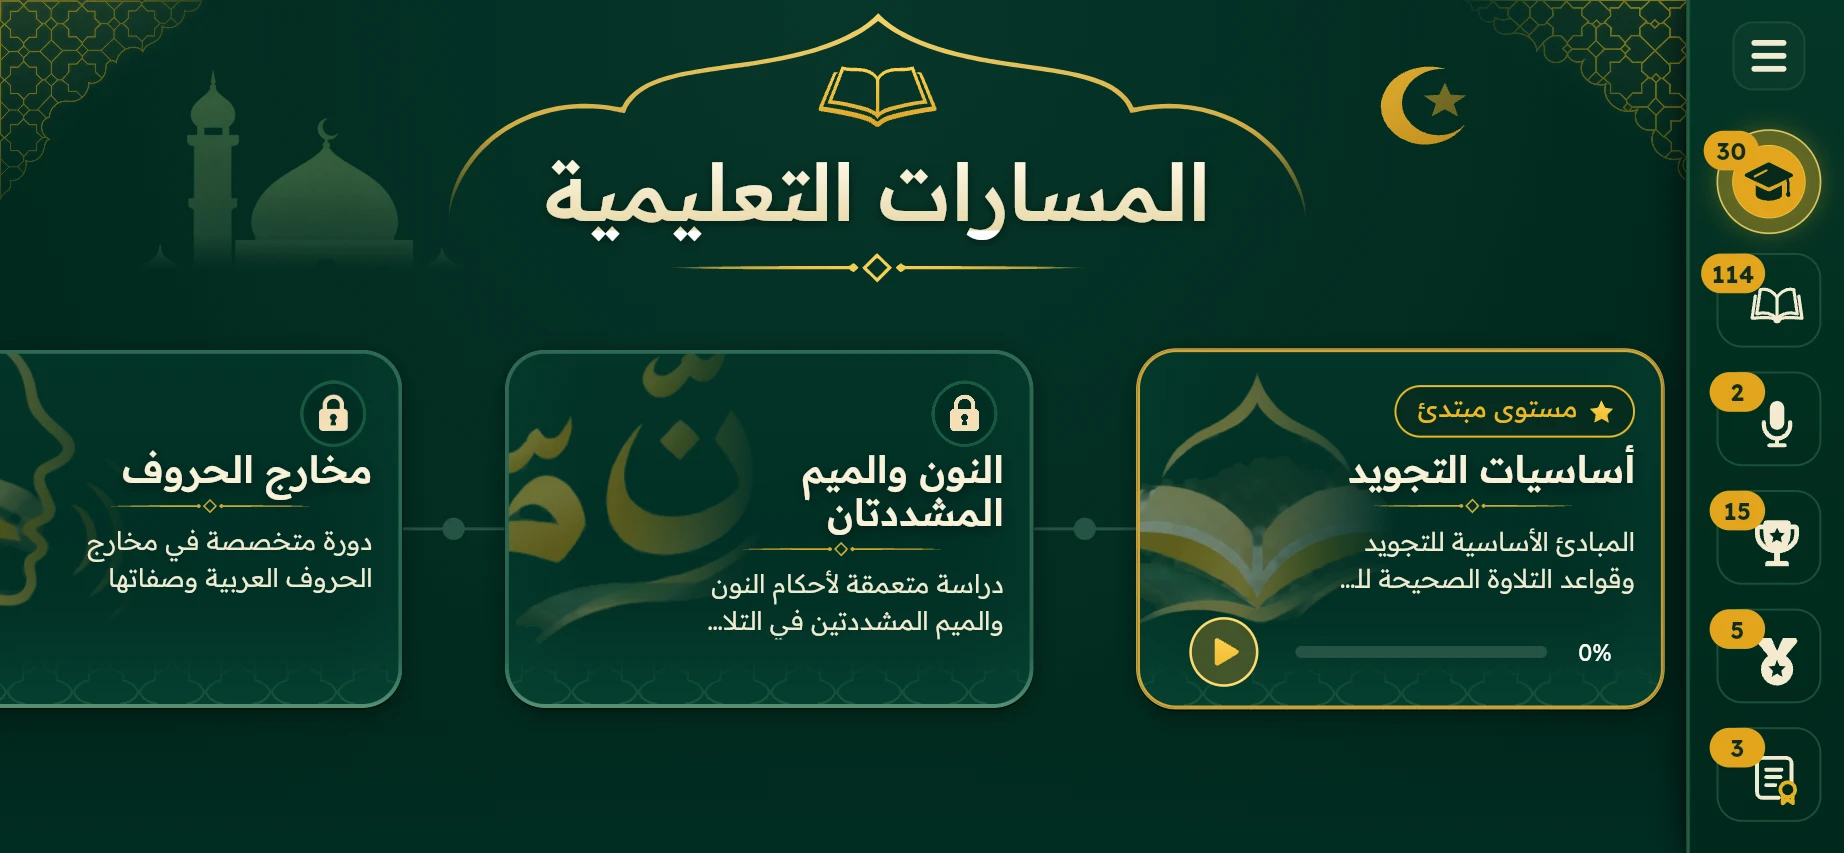 المسارات التعليمية
مستوى مبتدئ
أساسيات التجويد
المبادئ الأساسية للتجويد
وقواعد التلاوة الصحيحة للـ...
0%
النون والميم
المشددتان
دراسة متعمقة لأحكام النون
والميم المشددتين في التلا...
مخارج الحروف
دورة متخصصة في مخارج
الحروف العربية وصفاتها
30
114
2
15
5
3